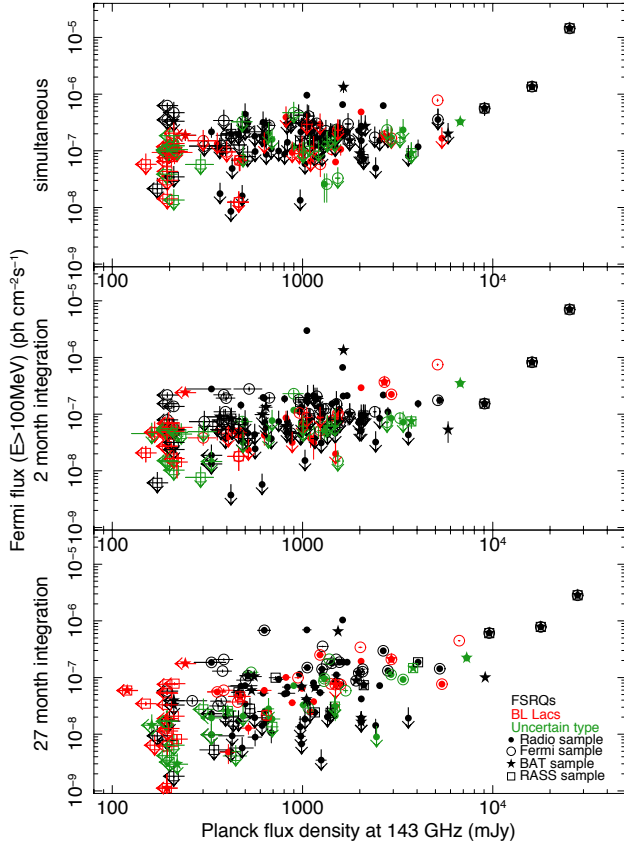 10⁻⁵
10⁻⁶
10⁻⁷
10⁻⁸
10⁻⁹
simultaneous
100
1000
10⁴
10⁻⁵
10⁻⁶
10⁻⁷
10⁻⁸
10⁻⁹
Fermi flux (E>100MeV) (ph cm⁻²s⁻¹)
2 month integration
100
1000
10⁴
10⁻⁵
10⁻⁶
10⁻⁷
10⁻⁸
10⁻⁹
27 month integration
FSRQs
BL Lacs
Uncertain type
Radio sample
Fermi sample
BAT sample
RASS sample
100
1000
10⁴
Planck flux density at 143 GHz (mJy)